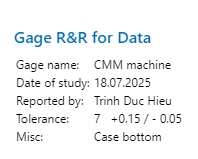 Gage R&R for Data
Gage name: CMM machine
Date of study: 18.07.2025
Reported by: Trinh Duc Hieu
Tolerance: 7 +0.15 / - 0.05
Misc: Case bottom